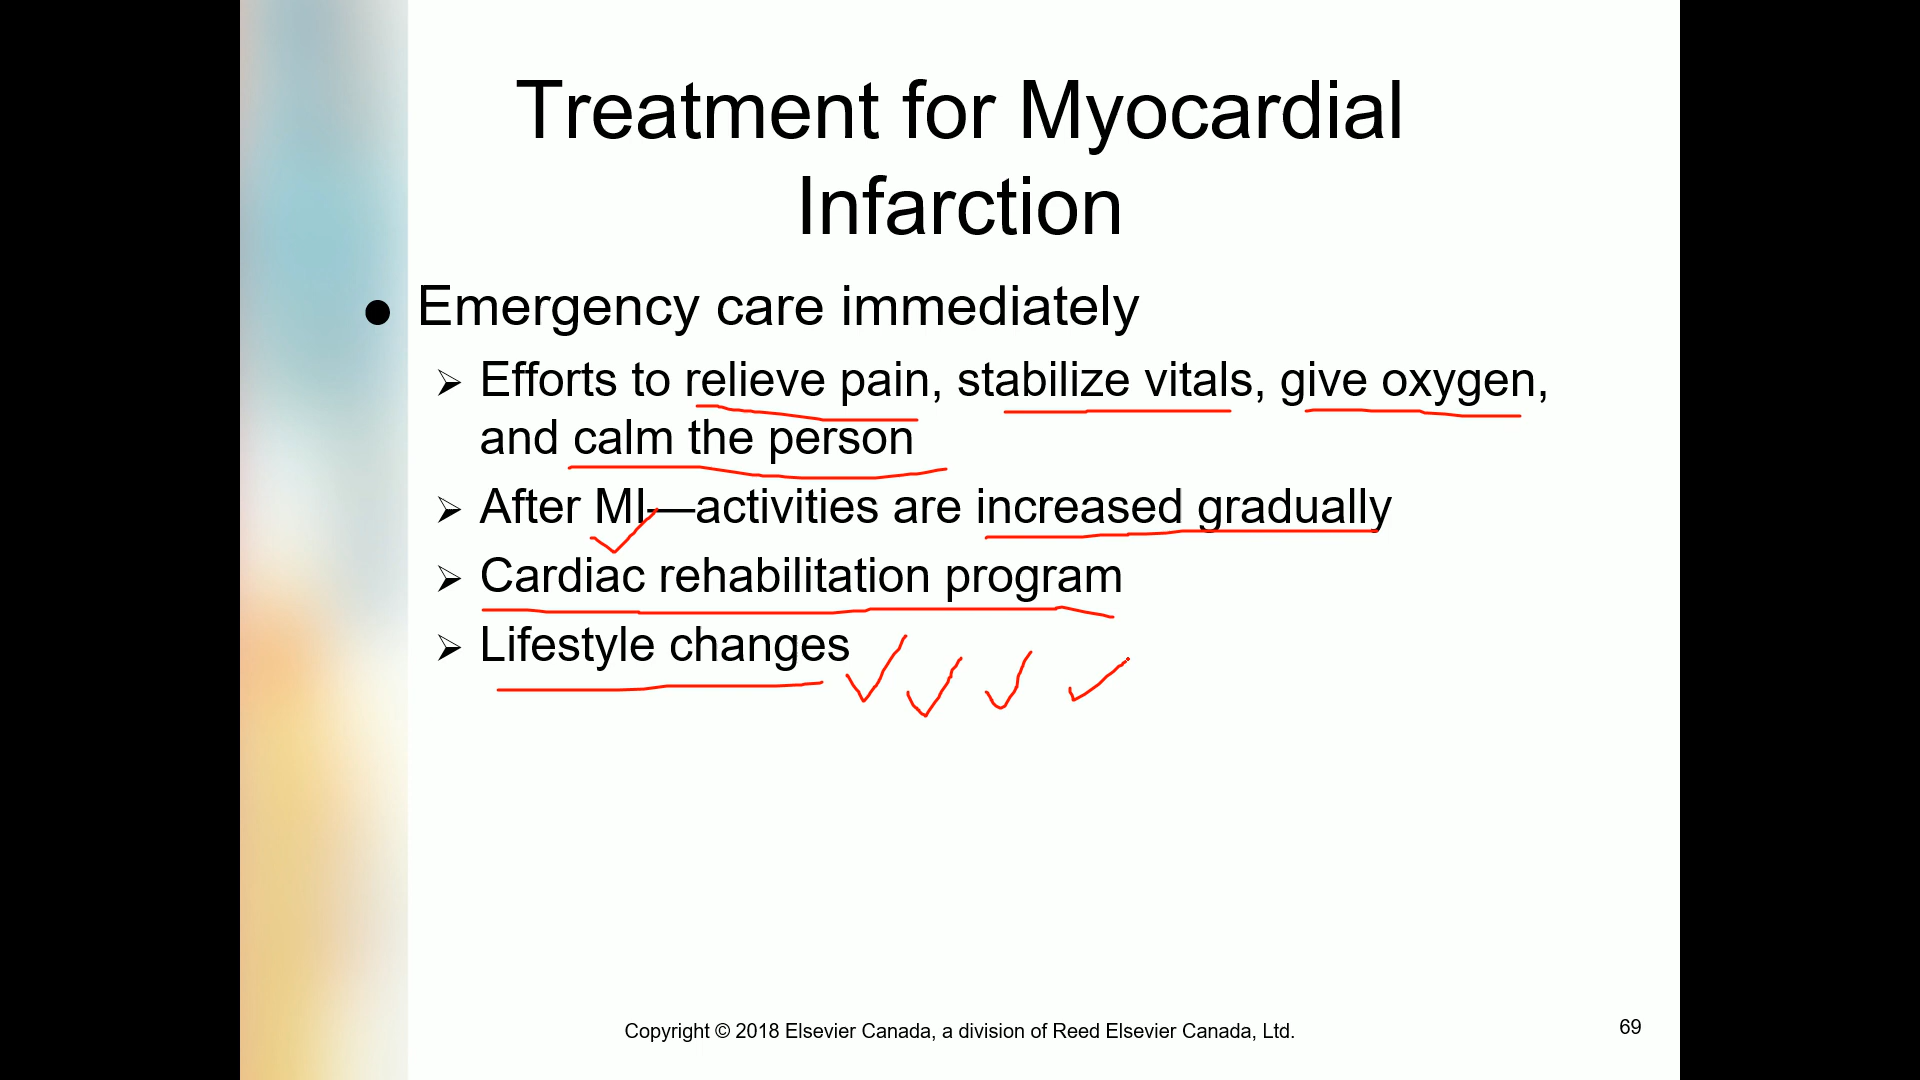 Treatment for Myocardial
Infarction
● Emergency care immediately
➢ Efforts to relieve pain, stabilize vitals, give oxygen,
and calm the person
➢ After MI—activities are increased gradually
➢ Cardiac rehabilitation program
➢ Lifestyle changes
Copyright © 2018 Elsevier Canada, a division of Reed Elsevier Canada, Ltd.
69